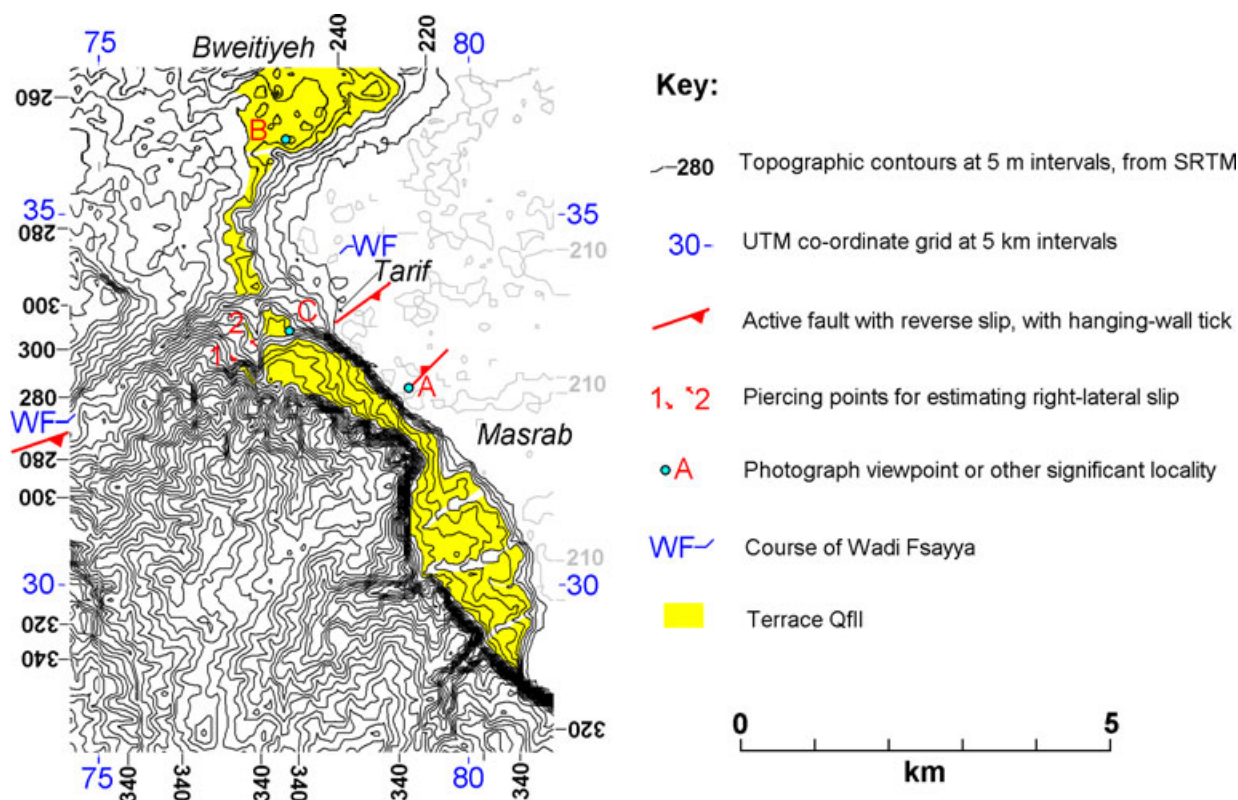 75
Bweitiyeh
240
220
80
260
B
35
35
280
WF
210
Tarif
300
C
2
300
1
210
A
280
WF
Masrab
280
300
210
30
30
320
340
320
75
80
340
340
340
340
340
340
Key:
280 Topographic contours at 5 m intervals, from SRTM
30 UTM co-ordinate grid at 5 km intervals
Active fault with reverse slip, with hanging-wall tick
1 2 Piercing points for estimating right-lateral slip
A Photograph viewpoint or other significant locality
WF Course of Wadi Fsayya
Terrace QfII
0 5
km